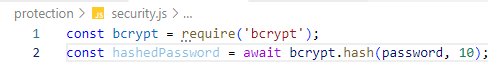 protection > JS security.js > ...
1 const bcrypt = require('bcrypt');
2 const hashedPassword = await bcrypt.hash(password, 10);